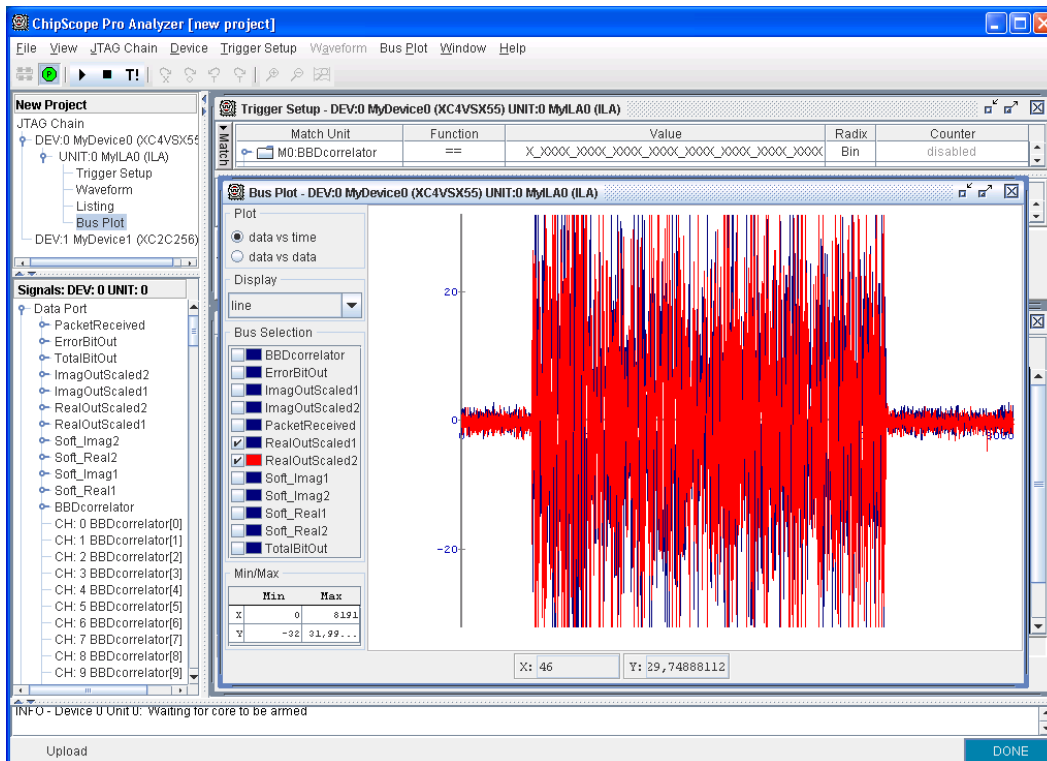 ChipScope Pro Analyzer [new project]
File View JTAG Chain Device Trigger Setup Waveform Bus Plot Window Help
P T!
New Project
JTAG Chain
DEV:0 MyDevice0 (XC4VSX55
UNIT:0 MyILA0 (ILA)
Trigger Setup
Waveform
Listing
Bus Plot
DEV:1 MyDevice1 (XC2C256)
Signals: DEV: 0 UNIT: 0
Data Port
PacketReceived
ErrorBitOut
TotalBitOut
ImagOutScaled2
ImagOutScaled1
RealOutScaled2
RealOutScaled1
Soft_Imag2
Soft_Real2
Soft_Imag1
Soft_Real1
BBDcorrelator
CH: 0 BBDcorrelator[0]
CH: 1 BBDcorrelator[1]
CH: 2 BBDcorrelator[2]
CH: 3 BBDcorrelator[3]
CH: 4 BBDcorrelator[4]
CH: 5 BBDcorrelator[5]
CH: 6 BBDcorrelator[6]
CH: 7 BBDcorrelator[7]
CH: 8 BBDcorrelator[8]
CH: 9 BBDcorrelator[9]
Trigger Setup - DEV:0 MyDevice0 (XC4VSX55) UNIT:0 MyILA0 (ILA)
Match
Match Unit Function Value Radix Counter
M0:BBDcorrelator == X_XXXX_XXXX_XXXX_XXXX_XXXX_XXXX_XXXX_XXXX Bin disabled
Bus Plot - DEV:0 MyDevice0 (XC4VSX55) UNIT:0 MyILA0 (ILA)
Plot
data vs time
data vs data
Display
line
Bus Selection
BBDcorrelator
ErrorBitOut
ImagOutScaled1
ImagOutScaled2
PacketReceived
RealOutScaled1
RealOutScaled2
Soft_Imag1
Soft_Imag2
Soft_Real1
Soft_Real2
TotalBitOut
Min/Max
Min Max
X 0 8191
Y -32 31,99...
20
0
-20
X: 46 Y: 29,74888112
INFO - Device 0 Unit 0: Waiting for core to be armed
Upload DONE